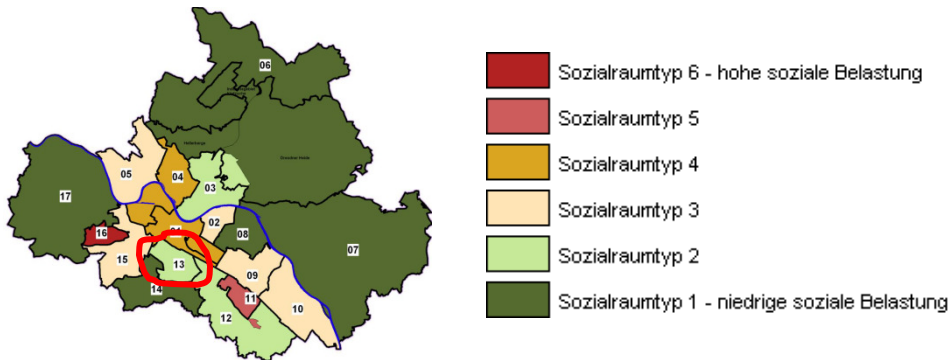 06
05
04
03
17
01
02
08
16
07
15
13
09
14
11
10
12
Sozialraumtyp 6 - hohe soziale Belastung
Sozialraumtyp 5
Sozialraumtyp 4
Sozialraumtyp 3
Sozialraumtyp 2
Sozialraumtyp 1 - niedrige soziale Belastung